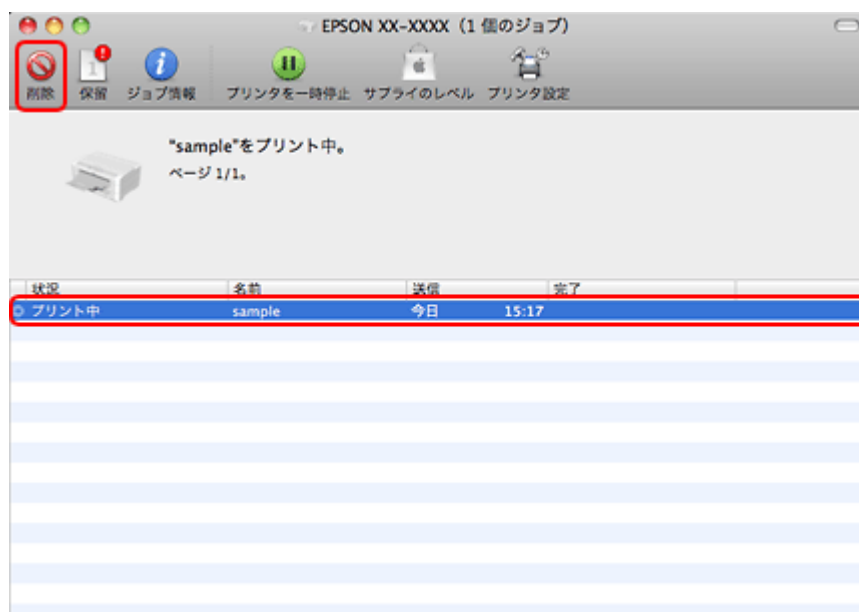 EPSON XX-XXXX（1 個のジョブ）
削除 保留 ジョブ情報 プリンタを一時停止 サプライのレベル プリンタ設定
"sample"をプリント中。
ページ 1/1。
状況 名前 送信 完了
プリント中 sample 今日 15:17